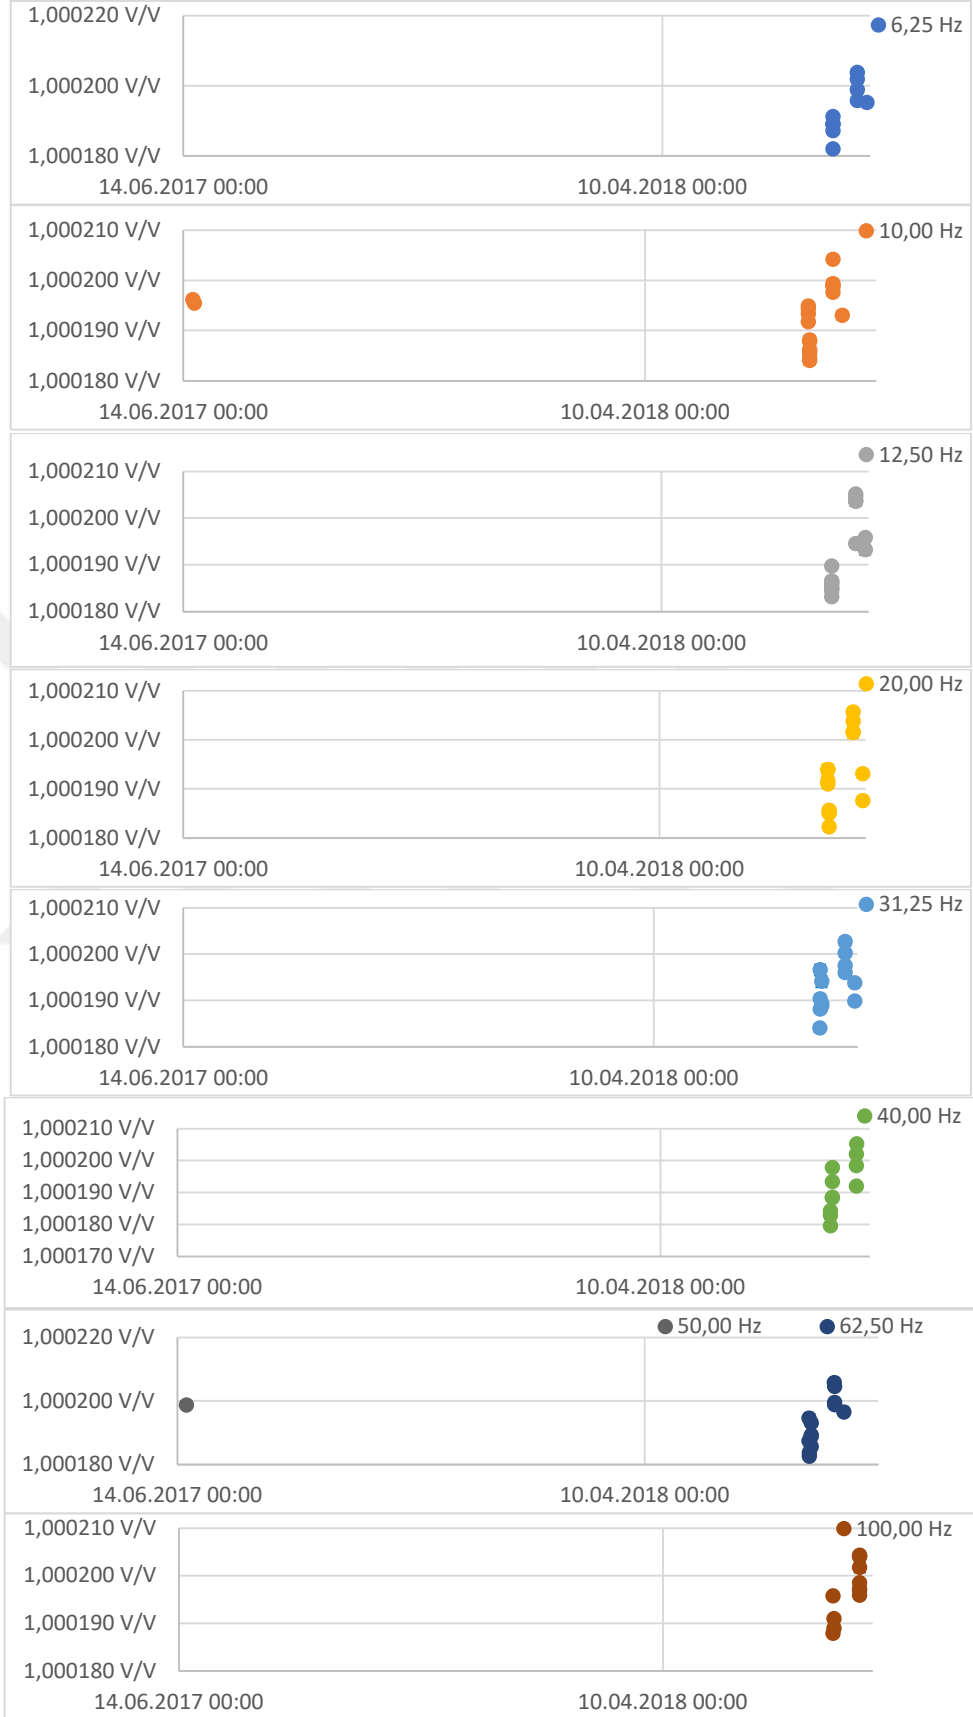 1,000220 V/V
6,25 Hz
1,000200 V/V
1,000180 V/V
14.06.2017 00:00 10.04.2018 00:00
1,000210 V/V
10,00 Hz
1,000200 V/V
1,000190 V/V
1,000180 V/V
14.06.2017 00:00 10.04.2018 00:00
12,50 Hz
1,000210 V/V
1,000200 V/V
1,000190 V/V
1,000180 V/V
14.06.2017 00:00 10.04.2018 00:00
20,00 Hz
1,000210 V/V
1,000200 V/V
1,000190 V/V
1,000180 V/V
14.06.2017 00:00 10.04.2018 00:00
31,25 Hz
1,000210 V/V
1,000200 V/V
1,000190 V/V
1,000180 V/V
14.06.2017 00:00 10.04.2018 00:00
40,00 Hz
1,000210 V/V
1,000200 V/V
1,000190 V/V
1,000180 V/V
1,000170 V/V
14.06.2017 00:00 10.04.2018 00:00
50,00 Hz 62,50 Hz
1,000220 V/V
1,000200 V/V
1,000180 V/V
14.06.2017 00:00 10.04.2018 00:00
1,000210 V/V
100,00 Hz
1,000200 V/V
1,000190 V/V
1,000180 V/V
14.06.2017 00:00 10.04.2018 00:00